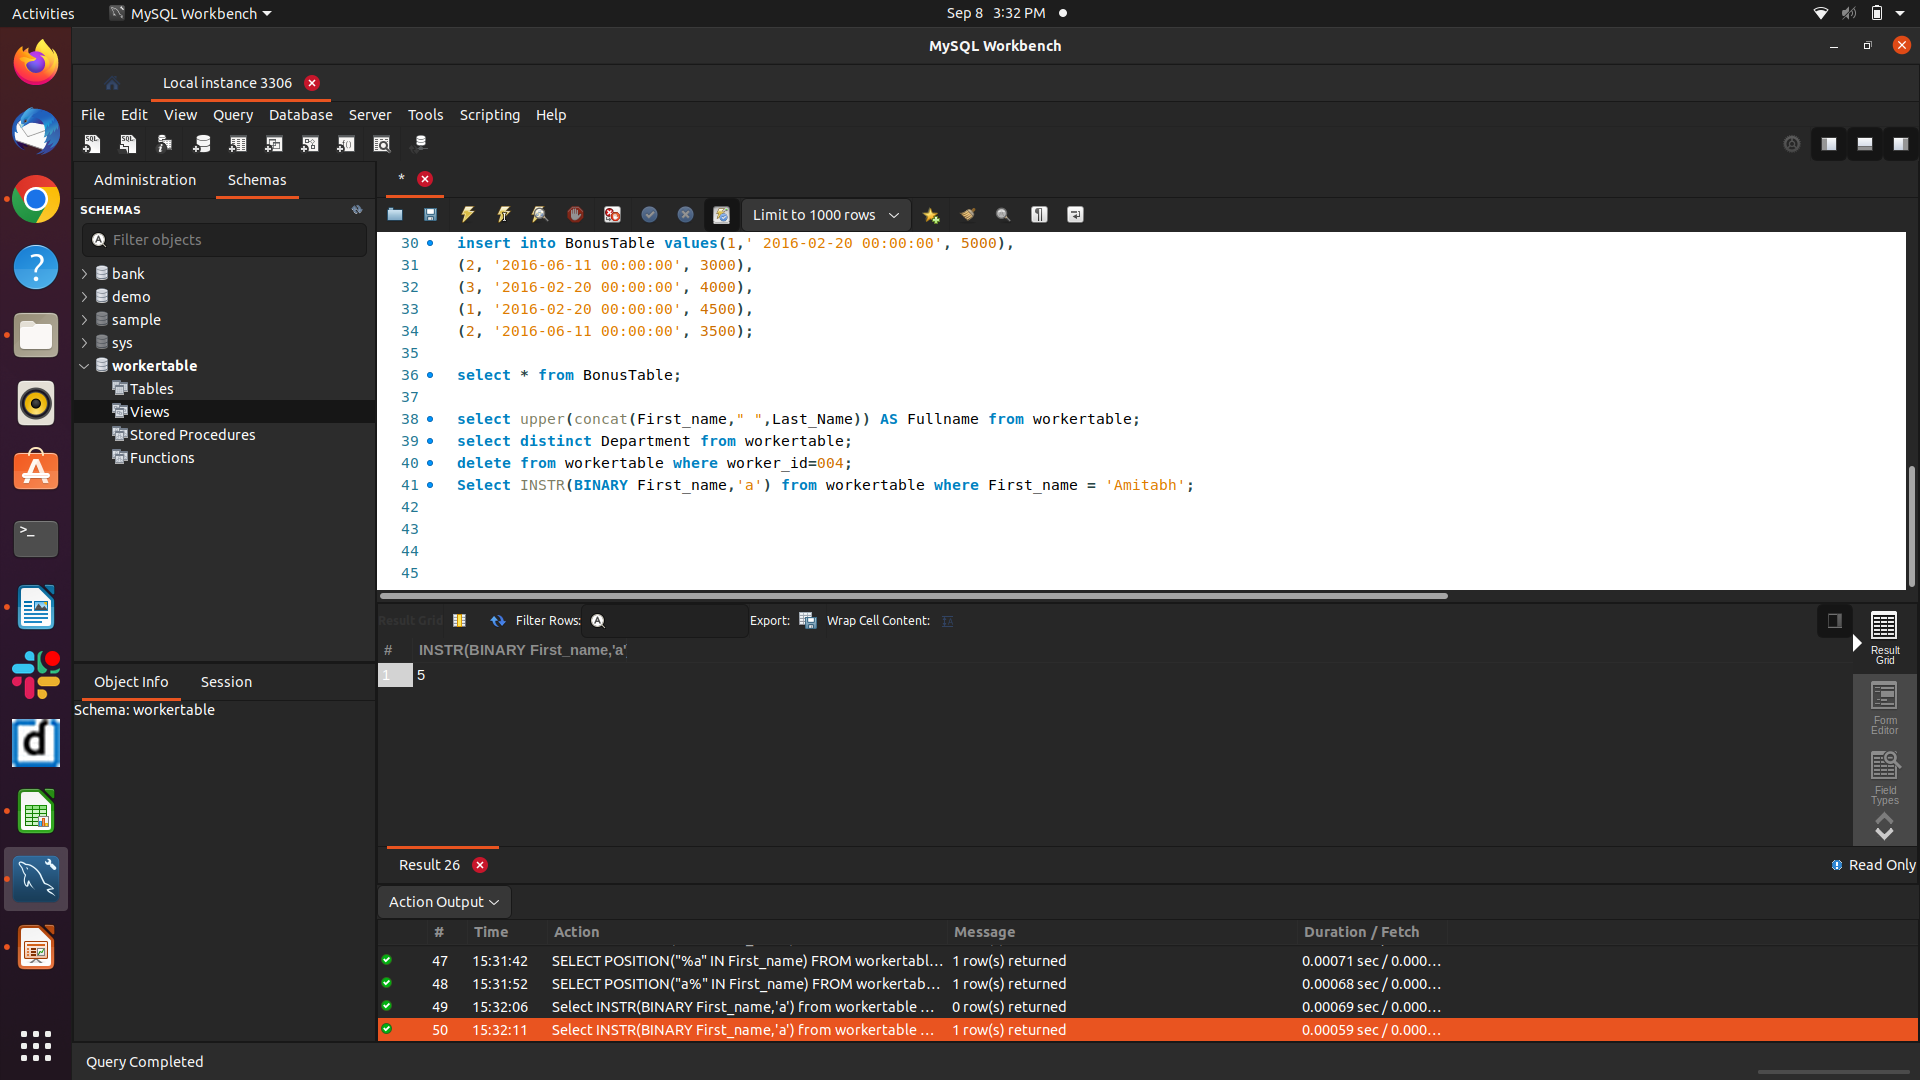 Activities
MySQL Workbench
Sep 8 3:32 PM
MySQL Workbench
Local instance 3306
File Edit View Query Database Server Tools Scripting Help
Administration Schemas
*
SCHEMAS
Limit to 1000 rows
Filter objects
bank
demo
sample
sys
workertable
Tables
Views
Stored Procedures
Functions
30 insert into BonusTable values(1,' 2016-02-20 00:00:00', 5000),
31 (2, '2016-06-11 00:00:00', 3000),
32 (3, '2016-02-20 00:00:00', 4000),
33 (1, '2016-02-20 00:00:00', 4500),
34 (2, '2016-06-11 00:00:00', 3500);
35
36 select * from BonusTable;
37
38 select upper(concat(First_name," ",Last_Name)) AS Fullname from workertable;
39 select distinct Department from workertable;
40 delete from workertable where worker_id=004;
41 Select INSTR(BINARY First_name,'a') from workertable where First_name = 'Amitabh';
42
43
44
45
Result Grid Filter Rows: Export: Wrap Cell Content:
# INSTR(BINARY First_name,'a'
1 5
Result Grid
Form Editor
Field Types
Object Info Session
Schema: workertable
Result 26
Read Only
Action Output
# Time Action Message Duration / Fetch
47 15:31:42 SELECT POSITION("%a" IN First_name) FROM workertabl... 1 row(s) returned 0.00071 sec / 0.000...
48 15:31:52 SELECT POSITION("a%" IN First_name) FROM workertab... 1 row(s) returned 0.00068 sec / 0.000...
49 15:32:06 Select INSTR(BINARY First_name,'a') from workertable ... 0 row(s) returned 0.00069 sec / 0.000...
50 15:32:11 Select INSTR(BINARY First_name,'a') from workertable ... 1 row(s) returned 0.00059 sec / 0.000...
Query Completed